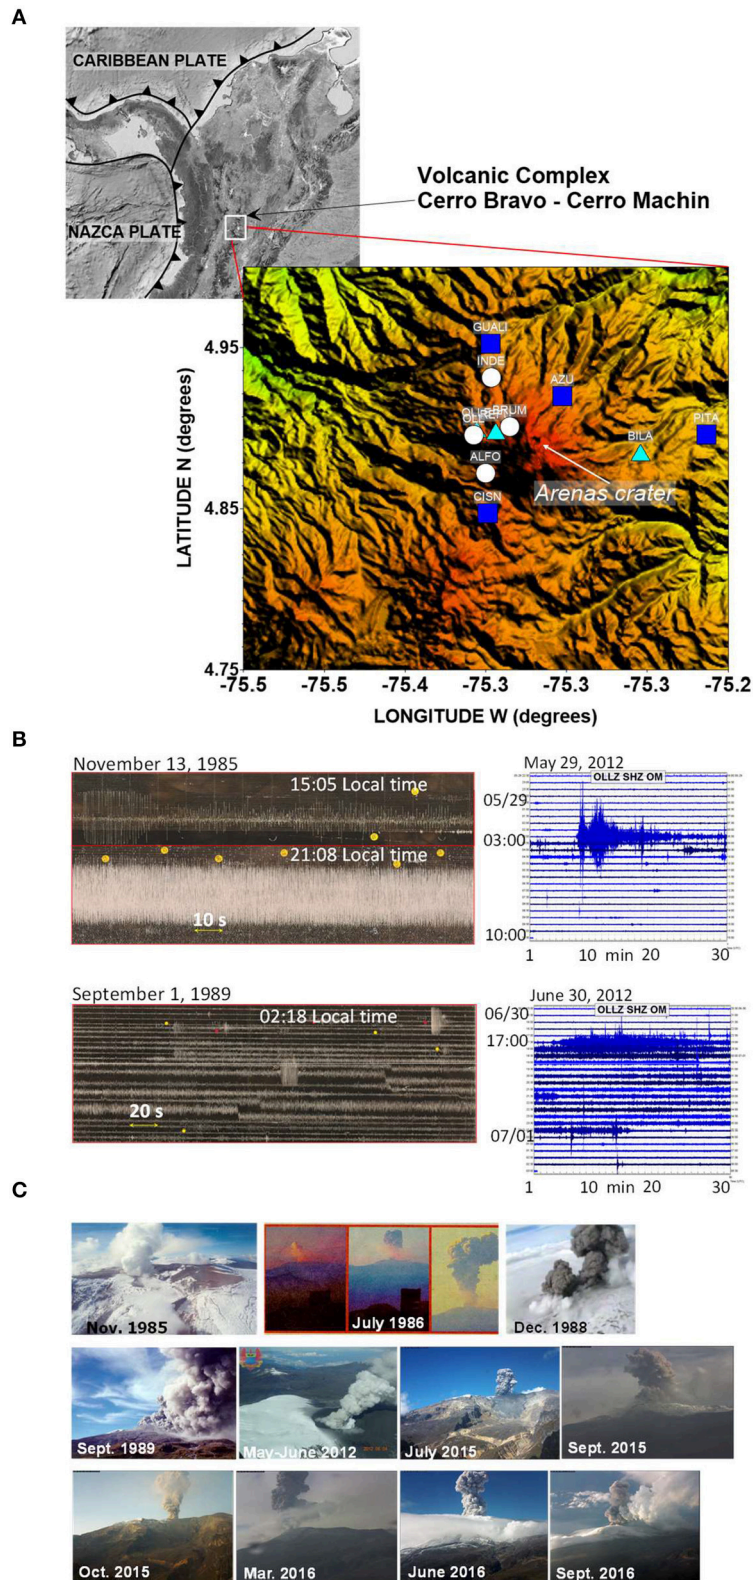 A
CARIBBEAN PLATE
NAZCA PLATE
Volcanic Complex
Cerro Bravo - Cerro Machin
GUALI
INDE
AZU
BRUM
PITA
BILA
ALFO
CISN
Arenas crater
4.95
4.85
4.75
LATITUDE N (degrees)
-75.5
-75.5
-75.4
-75.3
-75.3
-75.3
-75.2
LONGITUDE W (degrees)
B
November 13, 1985
15:05 Local time
21:08 Local time
10 s
May 29, 2012
OLLZ SHZ OM
05/29
03:00
10:00
1 10 min 20 30
September 1, 1989
02:18 Local time
20 s
June 30, 2012
OLLZ SHZ OM
06/30
17:00
07/01
1 10 min 20 30
C
Nov. 1985
July 1986
Dec. 1988
Sept. 1989
May-June 2012
July 2015
Sept. 2015
Oct. 2015
Mar. 2016
June 2016
Sept. 2016